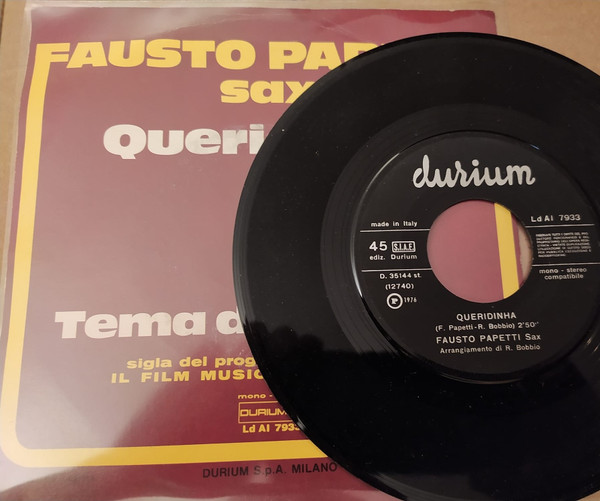 FAUSTO PAP
sax
Queri
Tema d
sigla del prog
IL FILM MUSIC
mono -
DURIUM
Ld AI 793
DURIUM S.p.A. MILANO
durium
made in Italy
Ld AI 7933
45 S.I.A.E.
ediz. Durium
D. 35144 st.
(12740)
P 1976
mono - stereo
compatibile
QUERIDINHA
(F. Papetti - R. Bobbio) 2'50"
FAUSTO PAPETTI Sax
Arrangiamento di R. Bobbio